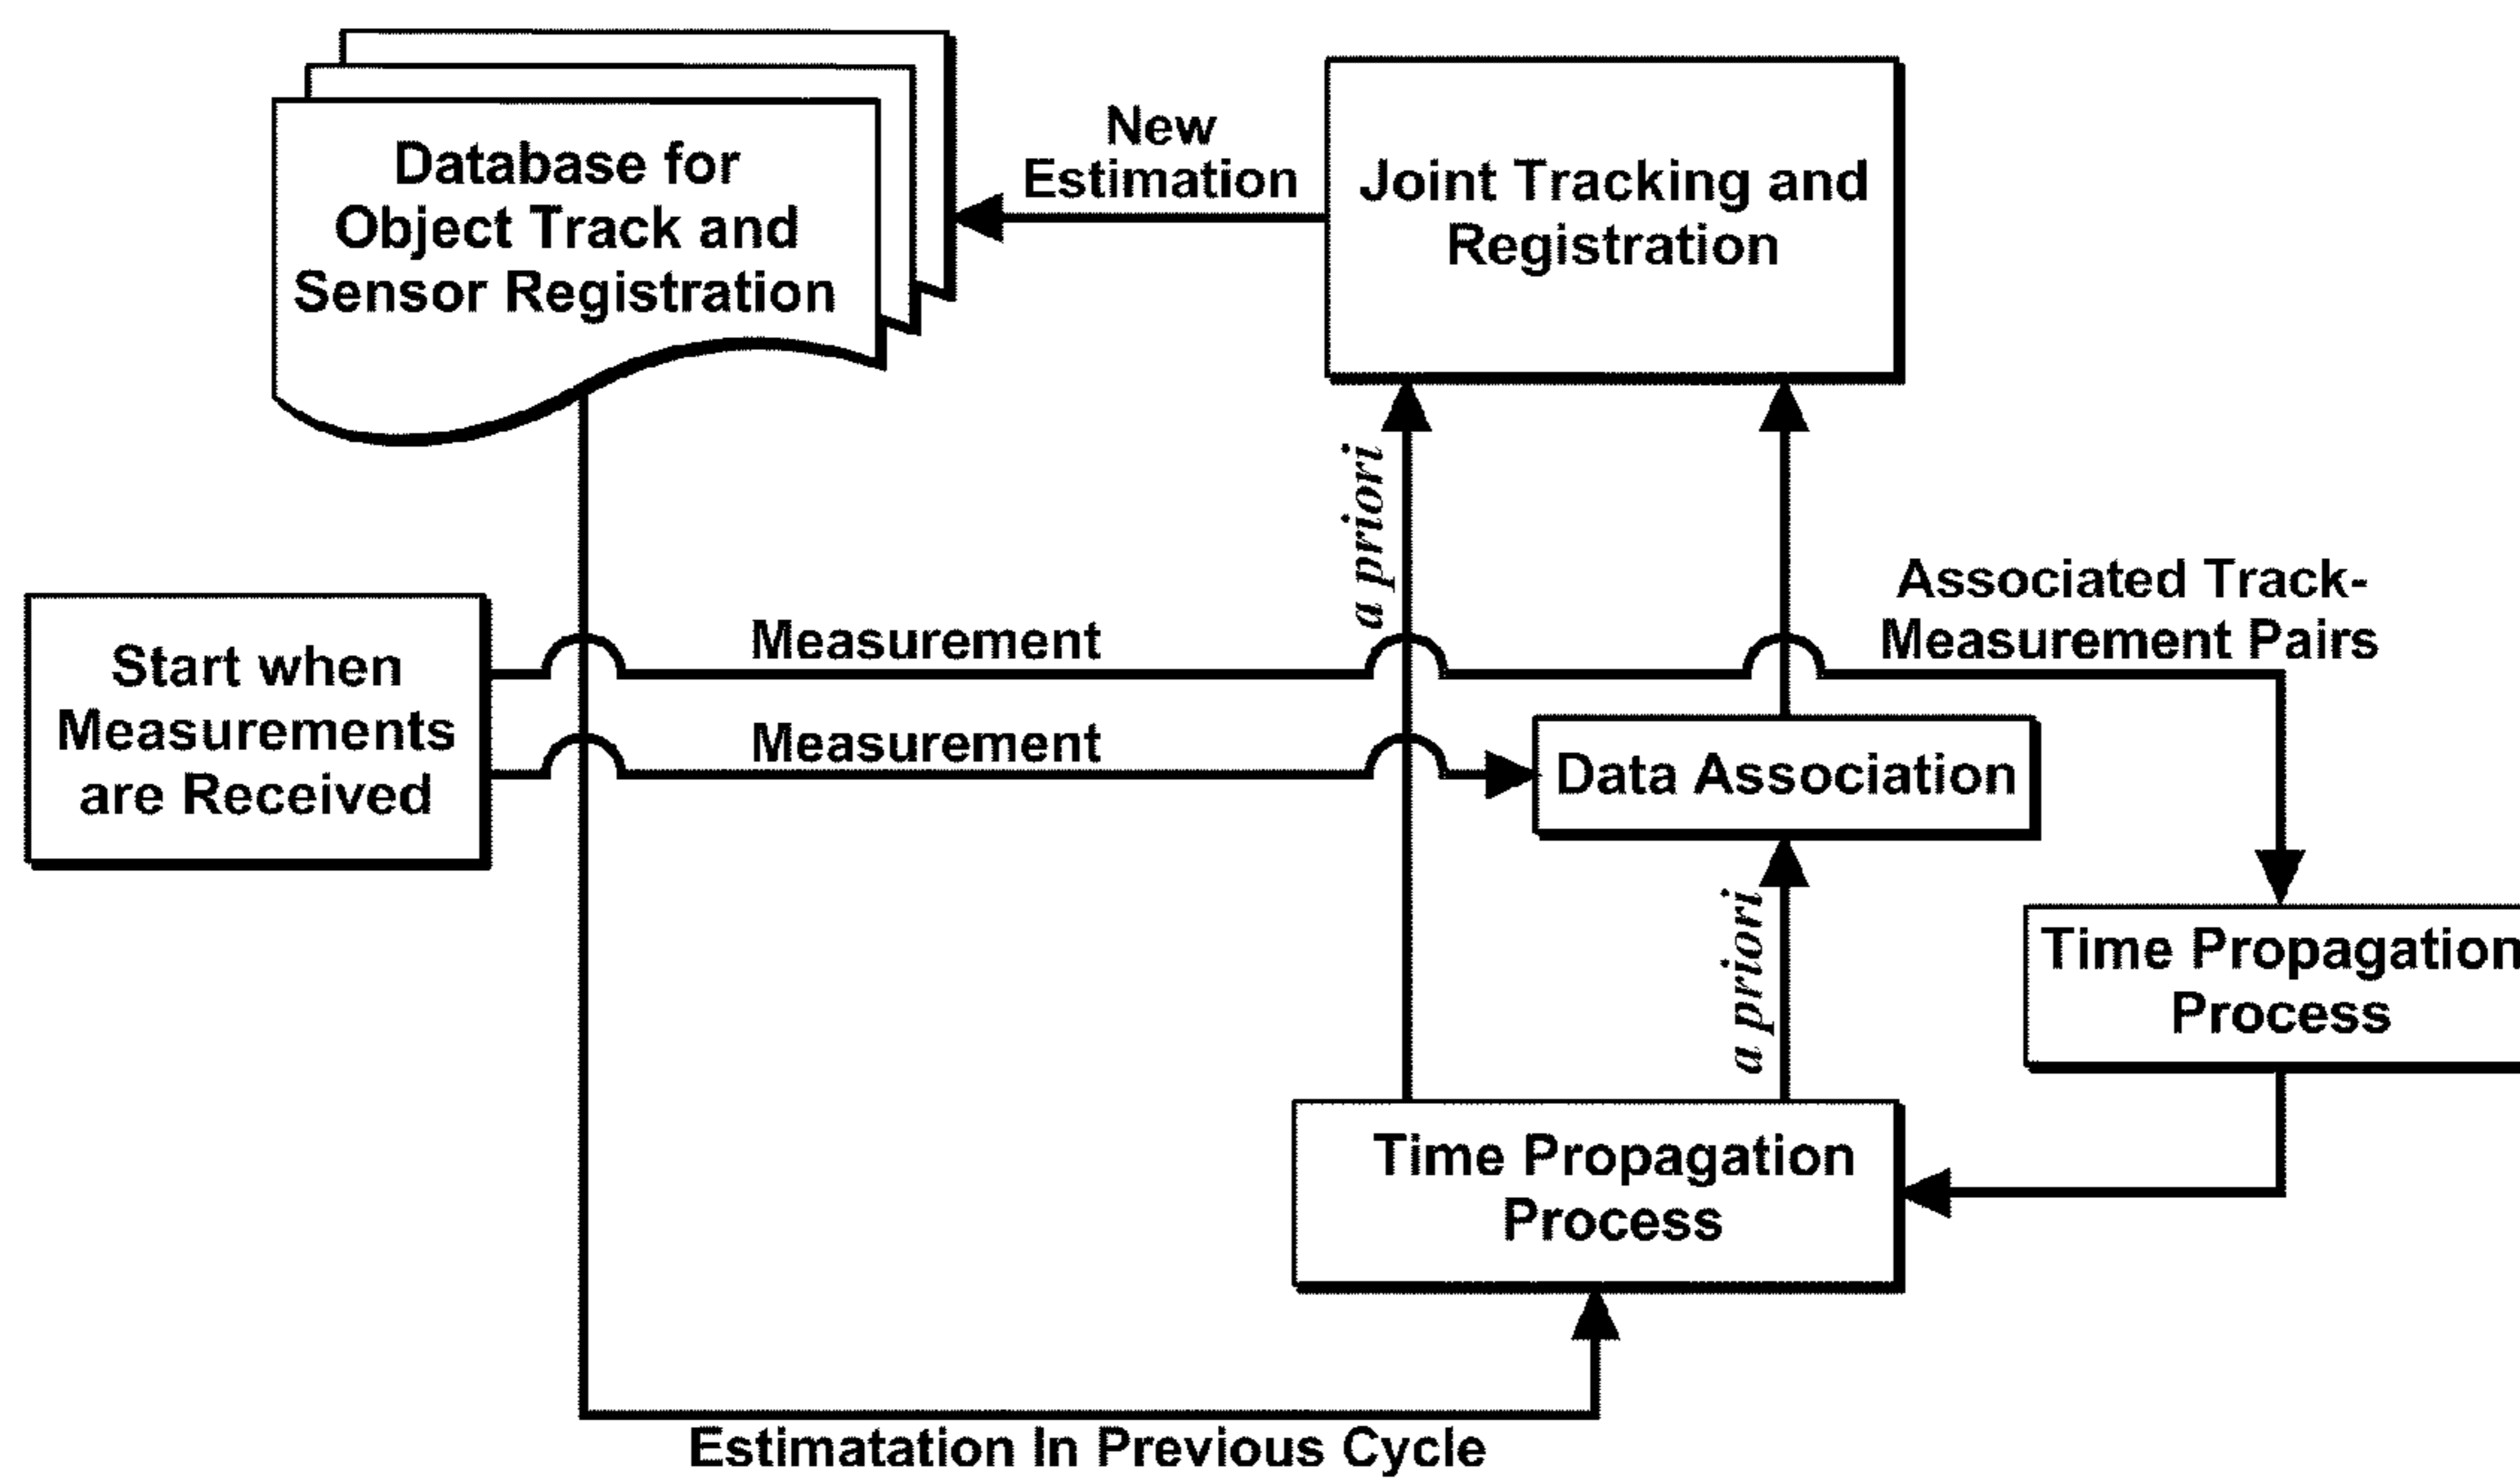 Database for
Object Track and
Sensor Registration
New
Estimation
Joint Tracking and
Registration
a priori
Associated Track-
Measurement Pairs
Start when
Measurements
are Received
Measurement
Measurement
Data Association
a priori
Time Propagation
Process
Time Propagation
Process
Estimatation In Previous Cycle